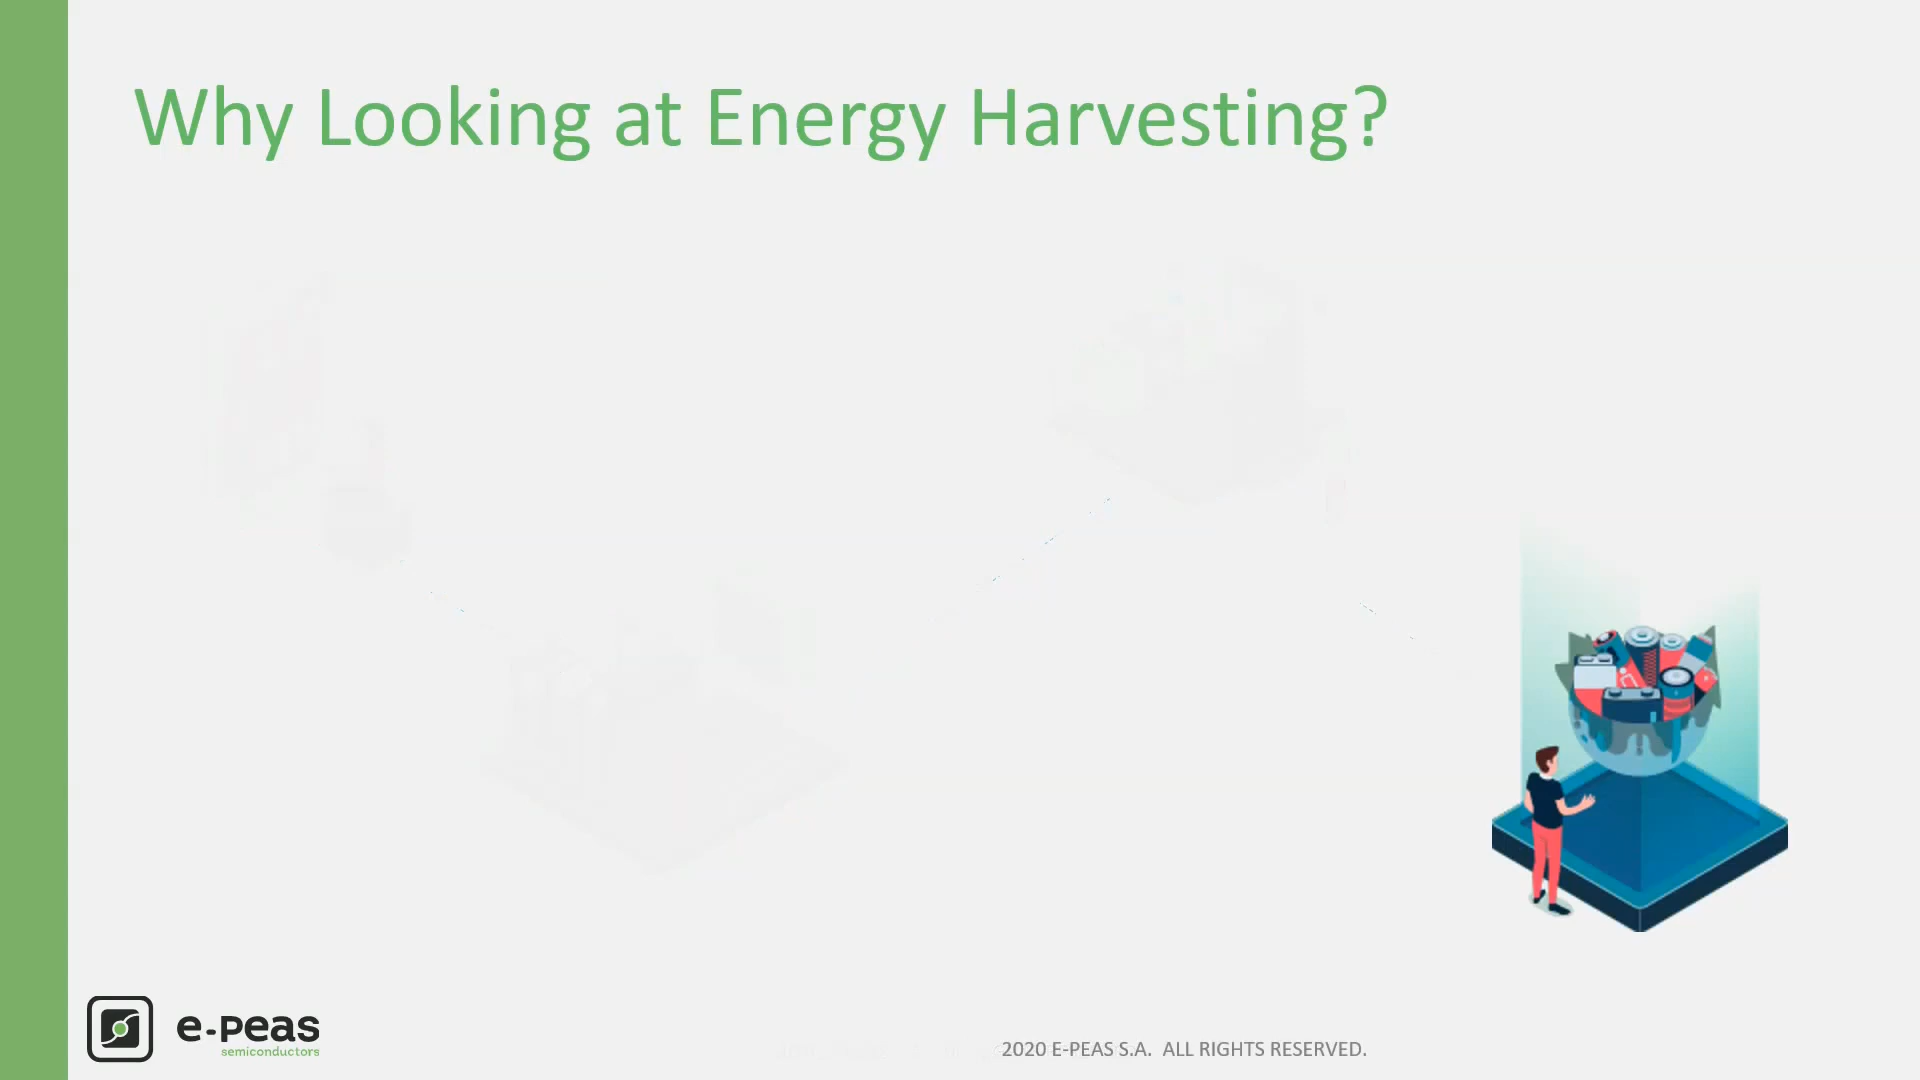 Why Looking at Energy Harvesting?
e-peas
semiconductors
2020 E-PEAS S.A. ALL RIGHTS RESERVED.